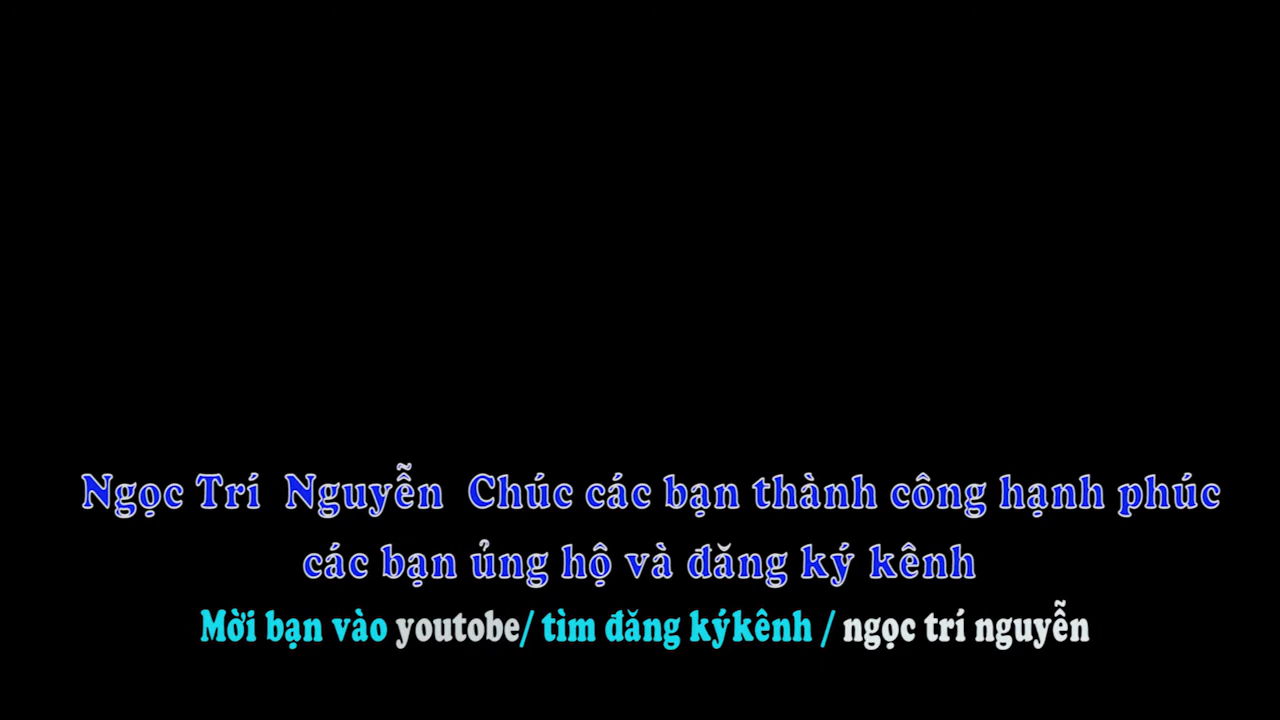 Ngọc Trí Nguyễn Chúc các bạn thành công hạnh phúc
các bạn ủng hộ và đăng ký kênh
Mời bạn vào youtobe/ tìm đăng kýkênh / ngọc trí nguyễn